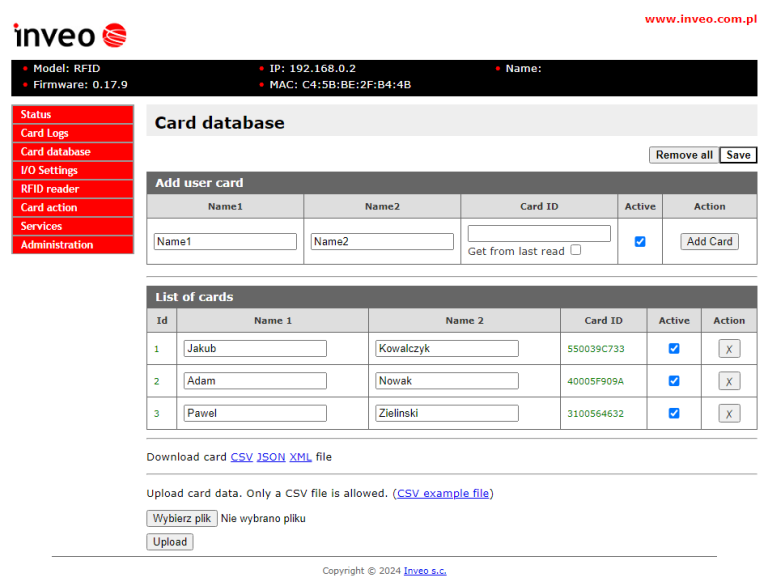 www.inveo.com.pl
inveo
Model: RFID IP: 192.168.0.2 Name:
Firmware: 0.17.9 MAC: C4:5B:BE:2F:B4:4B
Status
Card Logs
Card database
I/O Settings
RFID reader
Card action
Services
Administration
Card database
Remove all Save
Add user card
Name1 Name2 Card ID Active Action
Name1 Name2 Add Card
Get from last read
List of cards
Id Name 1 Name 2 Card ID Active Action
1 Jakub Kowalczyk 550039C733 X
2 Adam Nowak 40005F909A X
3 Pawel Zielinski 3100564632 X
Download card CSV JSON XML file
Upload card data. Only a CSV file is allowed. (CSV example file)
Wybierz plik Nie wybrano pliku
Upload
Copyright © 2024 Inveo s.c.